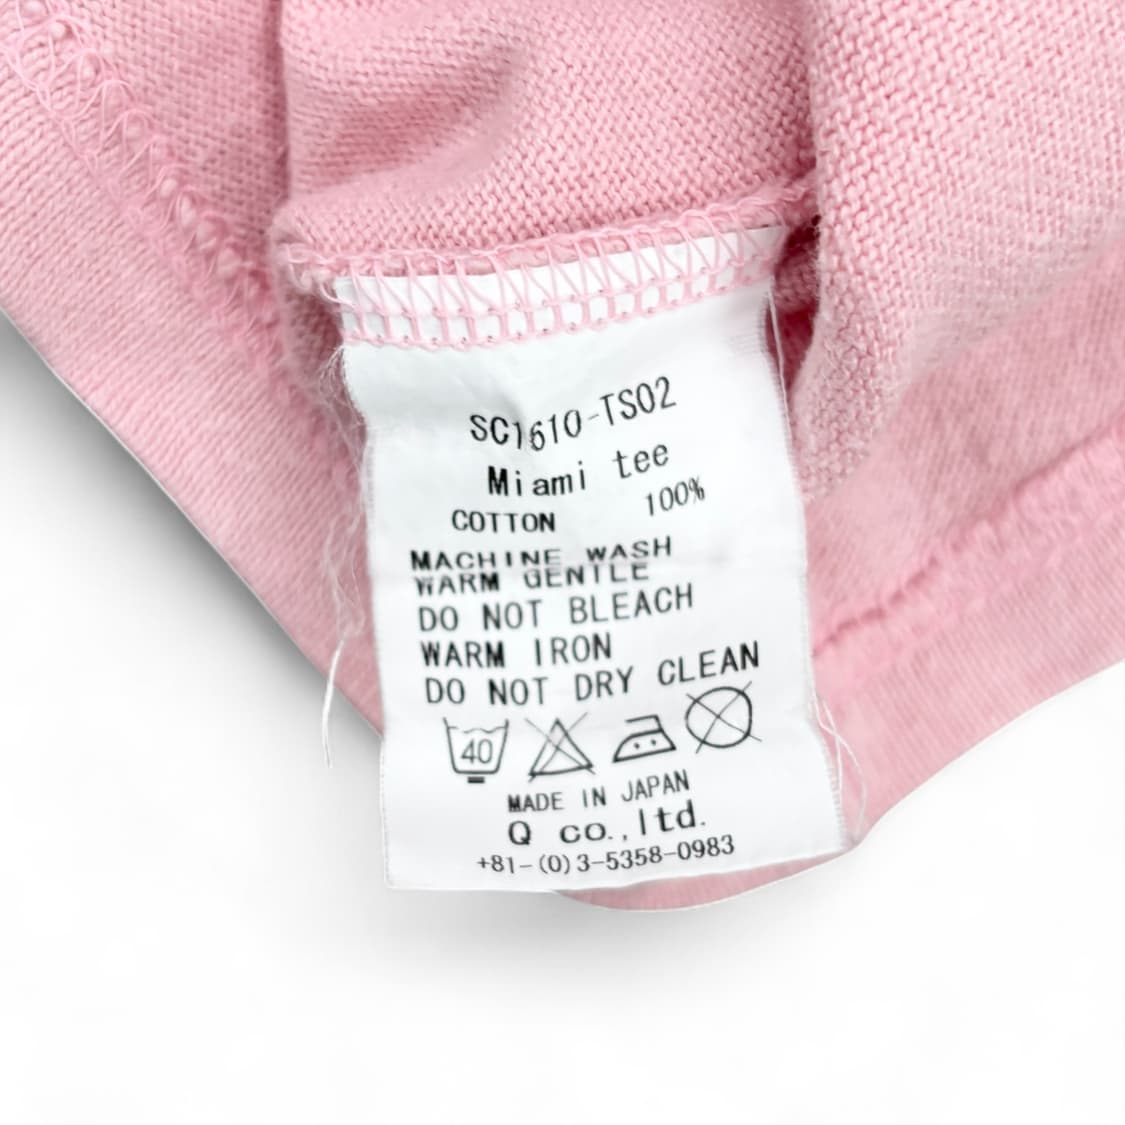 SC1610-TS02
Miami tee
COTTON 100%
MACHINE WASH
WARM GENTLE
DO NOT BLEACH
WARM IRON
DO NOT DRY CLEAN
40
MADE IN JAPAN
Q co.,ltd.
+81-(0)3-5358-0983